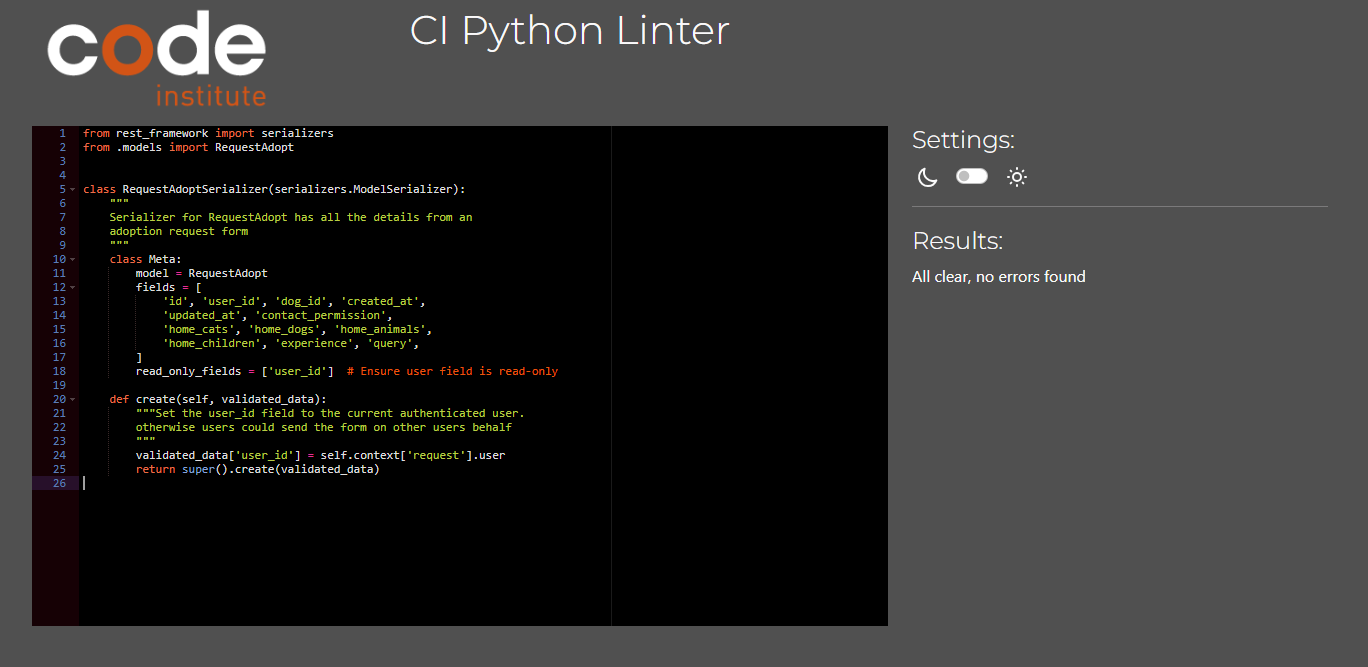 code
institute
CI Python Linter
1 from rest_framework import serializers
2 from .models import RequestAdopt
3
4
5 class RequestAdoptSerializer(serializers.ModelSerializer):
6     """
7     Serializer for RequestAdopt has all the details from an
8     adoption request form
9     """
10     class Meta:
11         model = RequestAdopt
12         fields = [
13             'id', 'user_id', 'dog_id', 'created_at',
14             'updated_at', 'contact_permission',
15             'home_cats', 'home_dogs', 'home_animals',
16             'home_children', 'experience', 'query',
17         ]
18         read_only_fields = ['user_id']  # Ensure user field is read-only
19
20     def create(self, validated_data):
21         """Set the user_id field to the current authenticated user.
22         otherwise users could send the form on other users behalf
23         """
24         validated_data['user_id'] = self.context['request'].user
25         return super().create(validated_data)
26
Settings:
Results:
All clear, no errors found